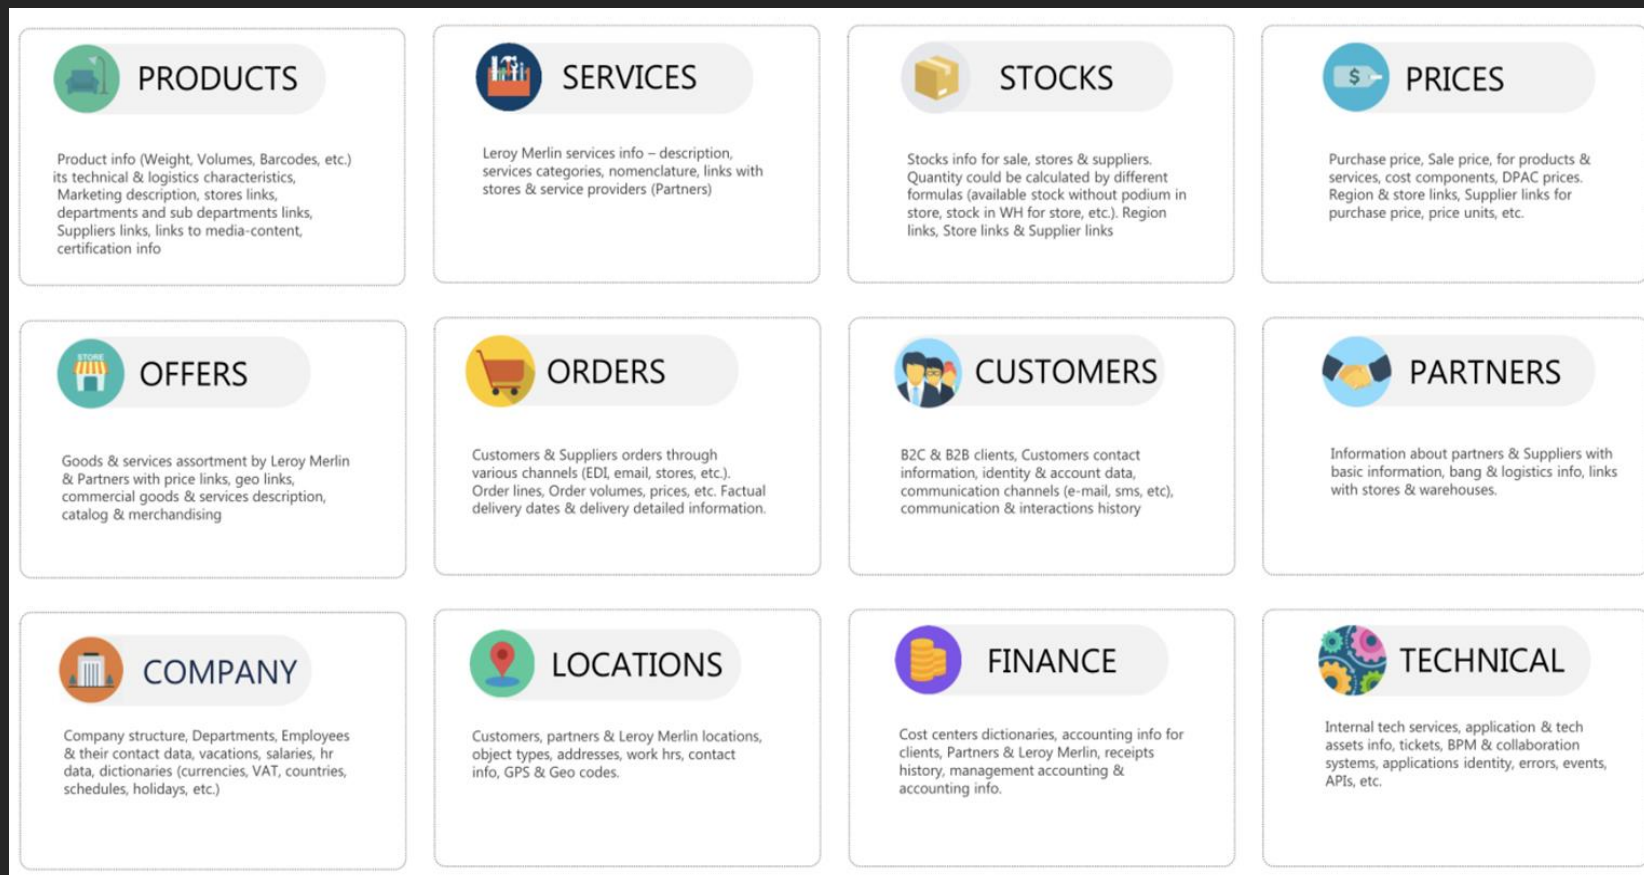 PRODUCTS
Product info (Weight, Volumes, Barcodes, etc.)
its technical & logistics characteristics,
Marketing description, stores links,
departments and sub departments links,
Suppliers links, links to media-content,
certification info
SERVICES
Leroy Merlin services info – description,
services categories, nomenclature, links with
stores & service providers (Partners)
STOCKS
Stocks info for sale, stores & suppliers.
Quantity could be calculated by different
formulas (available stock without podium in
store, stock in WH for store, etc.). Region
links, Store links & Supplier links
$
PRICES
Purchase price, Sale price, for products &
services, cost components, DPAC prices.
Region & store links, Supplier links for
purchase price, price units, etc.
STORE
OFFERS
Goods & services assortment by Leroy Merlin
& Partners with price links, geo links,
commercial goods & services description,
catalog & merchandising
ORDERS
Customers & Suppliers orders through
various channels (EDI, email, stores, etc.).
Order lines, Order volumes, prices, etc. Factual
delivery dates & delivery detailed information.
CUSTOMERS
B2C & B2B clients, Customers contact
information, identity & account data,
communication channels (e-mail, sms, etc),
communication & interactions history
PARTNERS
Information about partners & Suppliers with
basic information, bang & logistics info, links
with stores & warehouses.
COMPANY
Company structure, Departments, Employees
& their contact data, vacations, salaries, hr
data, dictionaries (currencies, VAT, countries,
schedules, holidays, etc.)
LOCATIONS
Customers, partners & Leroy Merlin locations,
object types, addresses, work hrs, contact
info, GPS & Geo codes.
FINANCE
Cost centers dictionaries, accounting info for
clients, Partners & Leroy Merlin, receipts
history, management accounting &
accounting info.
TECHNICAL
Internal tech services, application & tech
assets info, tickets, BPM & collaboration
systems, applications identity, errors, events,
APIs, etc.